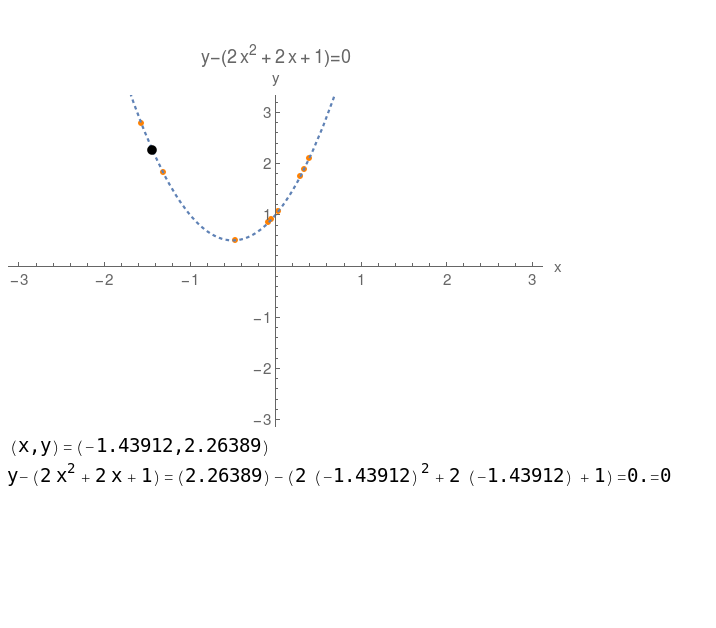 y−(2 x² + 2 x + 1)=0
y
3
2
1
−3 −2 −1 1 2 3 x
−1
−2
−3
(x,y) = (−1.43912,2.26389)
y− (2 x² + 2 x + 1) = (2.26389) − (2 (−1.43912)² + 2 (−1.43912) + 1) =0.=0